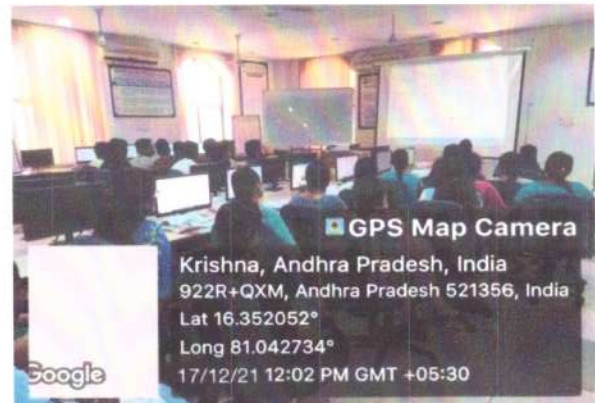 GPS Map Camera
Krishna, Andhra Pradesh, India
922R+QXM, Andhra Pradesh 521356, India
Lat 16.352052°
Long 81.042734°
17/12/21 12:02 PM GMT +05:30
Google